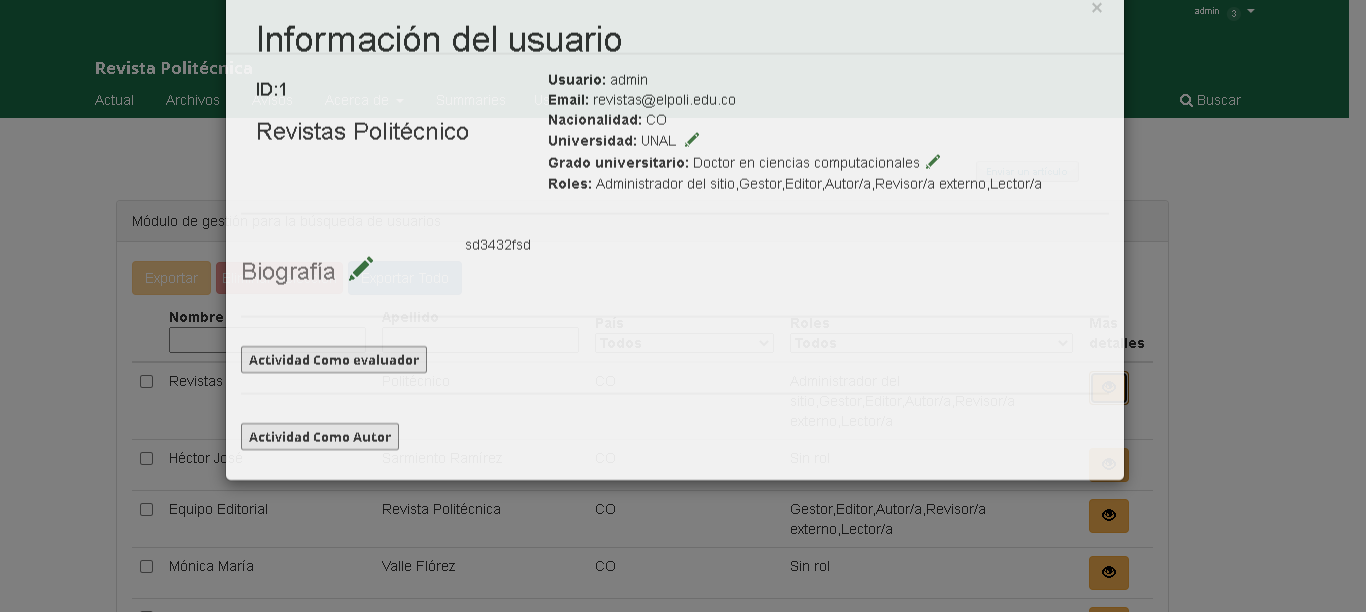 admin 3
×
Información del usuario
Revista Politécnica
Usuario: admin
ID:1
Email: revistas@elpoli.edu.co
Actual Archivos Avisos Acerca de Summaries Buscar
Nacionalidad: CO
Revistas Politécnico
Universidad: UNAL
Grado universitario: Doctor en ciencias computacionales
Roles: Administrador del sitio,Gestor,Editor,Autor/a,Revisor/a externo,Lector/a
Módulo de gestión para la búsqueda de usuarios
sd3432fsd
Biografía
Exportar Exportar Todo
Nombre Apellido País Roles Más detalles
Todos Todos
Actividad Como evaluador
Revistas Politécnico CO Administrador del
sitio,Gestor,Editor,Autor/a,Revisor/a
externo,Lector/a
Actividad Como Autor
Héctor José Sarmiento Ramírez CO Sin rol
Equipo Editorial Revista Politécnica CO Gestor,Editor,Autor/a,Revisor/a
externo,Lector/a
Mónica María Valle Flórez CO Sin rol